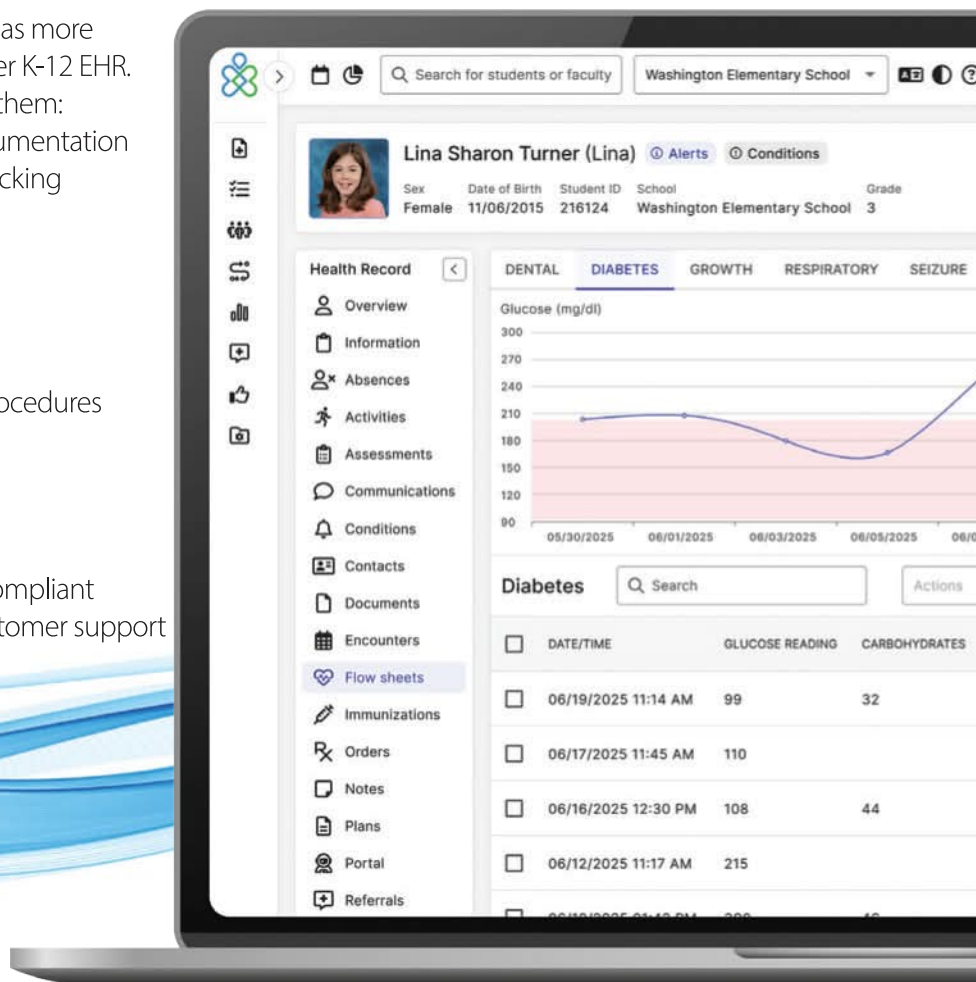 as more
er K-12 EHR.
them:
umentation
cking
ocedures
ompliant
tomer support
Search for students or faculty
Washington Elementary School
Lina Sharon Turner (Lina) Alerts Conditions
Sex Date of Birth Student ID School Grade
Female 11/06/2015 216124 Washington Elementary School 3
Health Record
Overview
Information
Absences
Activities
Assessments
Communications
Conditions
Contacts
Documents
Encounters
Flow sheets
Immunizations
Orders
Notes
Plans
Portal
Referrals
DENTAL DIABETES GROWTH RESPIRATORY SEIZURE
Glucose (mg/dl)
300
270
240
210
180
150
120
90
05/30/2025 06/01/2025 06/03/2025 06/05/2025 06/0
Diabetes Search Actions
DATE/TIME GLUCOSE READING CARBOHYDRATES
06/19/2025 11:14 AM 99 32
06/17/2025 11:45 AM 110
06/16/2025 12:30 PM 108 44
06/12/2025 11:17 AM 215